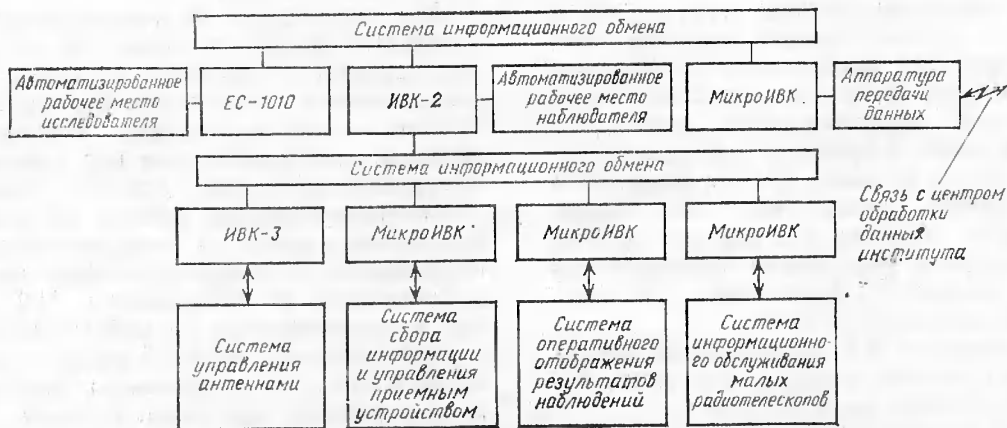 Система информационного обмена
Автоматизированное
рабочее место
исследователя
ЕС-1010
ИВК-2
Автоматизированное
рабочее место
наблюдателя
МикроИВК
Аппаратура
передачи
данных
Система информационного обмена
Связь с центром
обработки
данных
института
ИВК-3
МикроИВК
МикроИВК
МикроИВК
Система
управления
антеннами
Система
сбора
информации
и управления
приемным
устройством
Система
оперативного
отображения
результатов
наблюдений
Система
информационно-
го обслуживания
малых
радиотелескопов